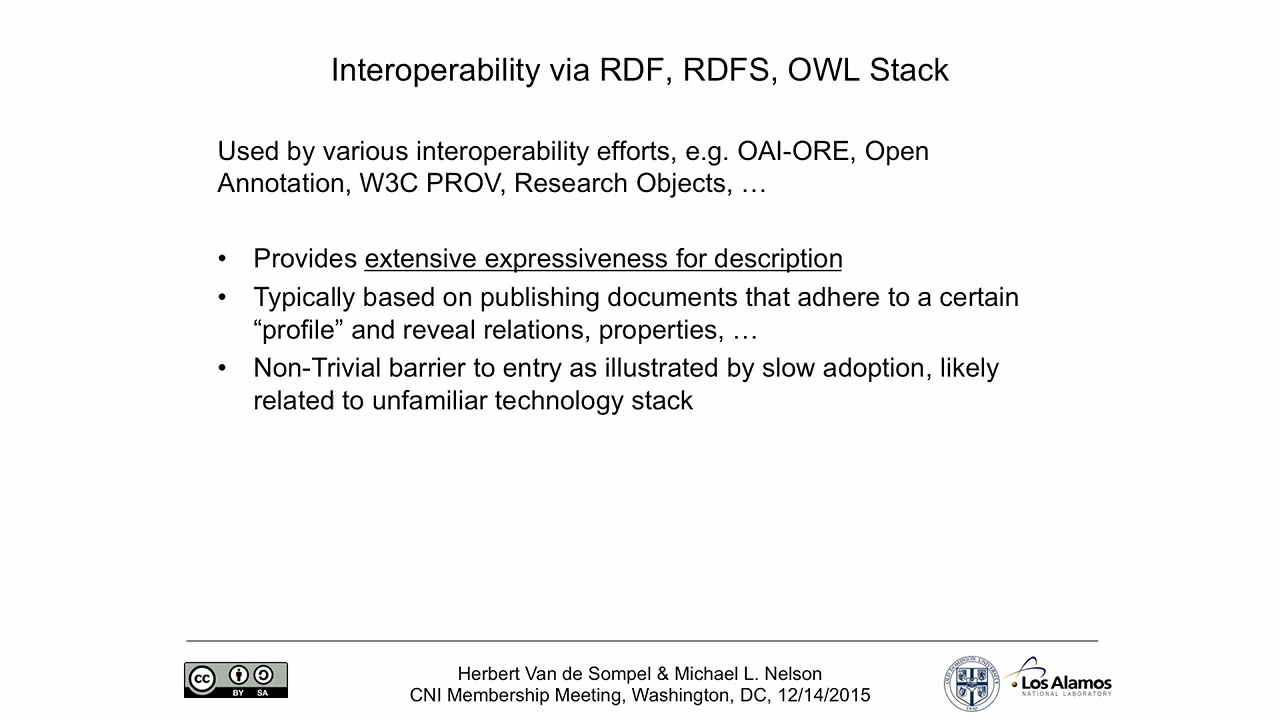 Interoperability via RDF, RDFS, OWL Stack
Used by various interoperability efforts, e.g. OAI-ORE, Open
Annotation, W3C PROV, Research Objects, …
• Provides extensive expressiveness for description
• Typically based on publishing documents that adhere to a certain
“profile” and reveal relations, properties, …
• Non-Trivial barrier to entry as illustrated by slow adoption, likely
related to unfamiliar technology stack
cc BY SA
Herbert Van de Sompel & Michael L. Nelson
CNI Membership Meeting, Washington, DC, 12/14/2015
OLD DOMINION UNIVERSITY
Los Alamos
NATIONAL LABORATORY